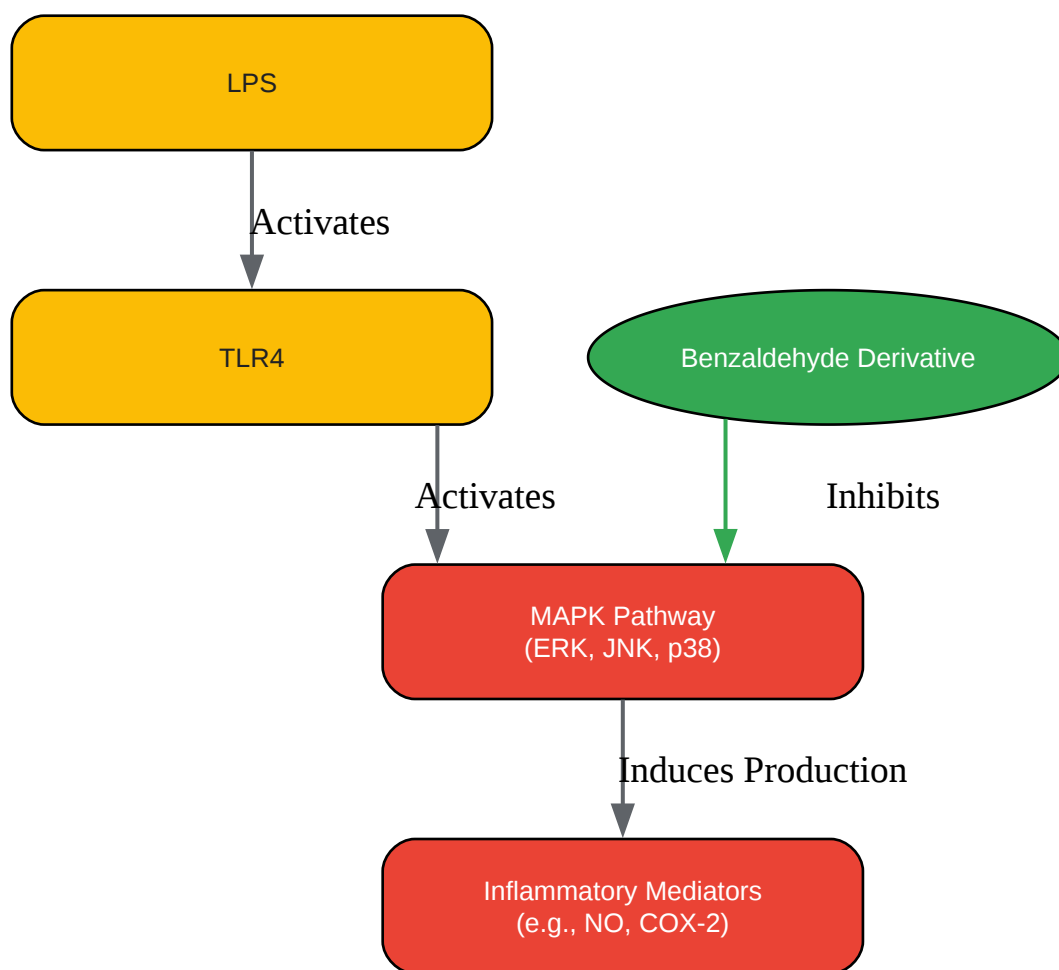 LPS
Activates
TLR4
Benzaldehyde Derivative
Activates
Inhibits
MAPK Pathway
(ERK, JNK, p38)
Induces Production
Inflammatory Mediators
(e.g., NO, COX-2)